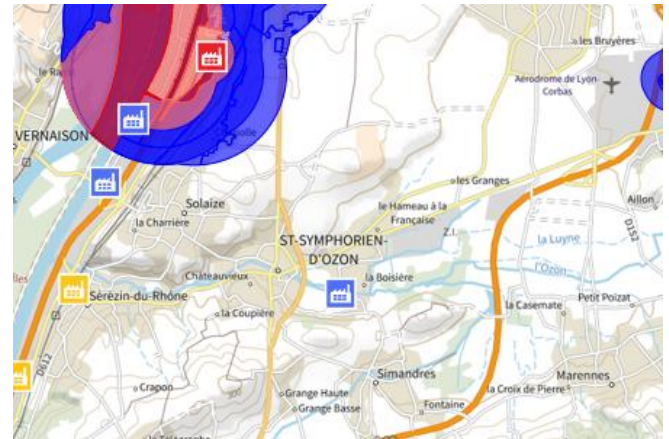 les Bruyères
Aérodrome de Lyon-
Corbas
VERNAISON
les Granges
Solaize
Aillon
le Hameau à la
Française
la Charrière
D152
Z.I.
la Luyne
ST-SYMPHORIEN-
D'OZON
l'Ozon
Châteauvieux
la Boisière
Sérézin-du-Rhône
la Casemate
Petit Poizat
la Coupière
D612
Simandres
Marennes
Crapon
la Croix de Pierre
Grange Haute
Grange Basse
Fontaine